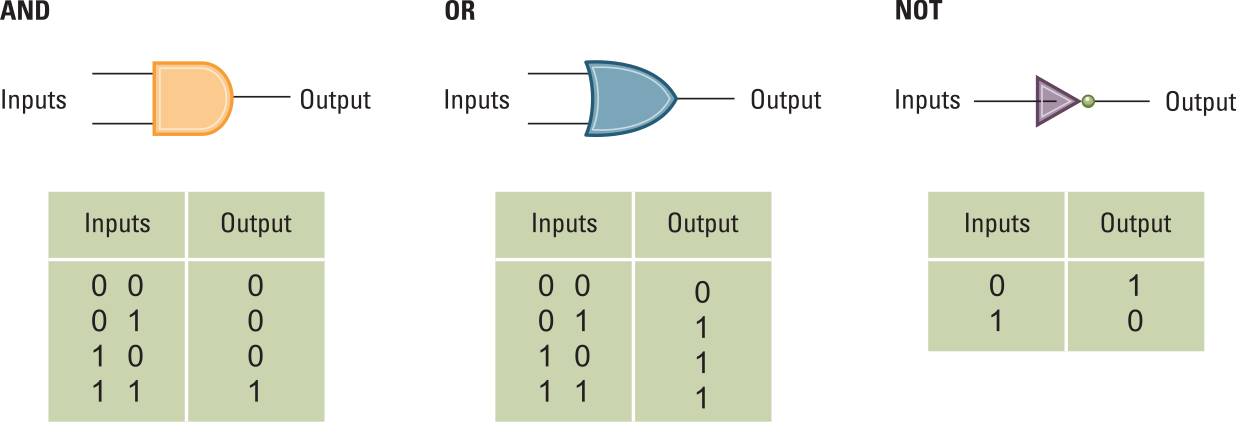 AND
Inputs Output
Inputs Output
0 0 0
0 1 0
1 0 0
1 1 1
OR
Inputs Output
Inputs Output
0 0 0
0 1 1
1 0 1
1 1 1
NOT
Inputs Output
Inputs Output
0 1
1 0